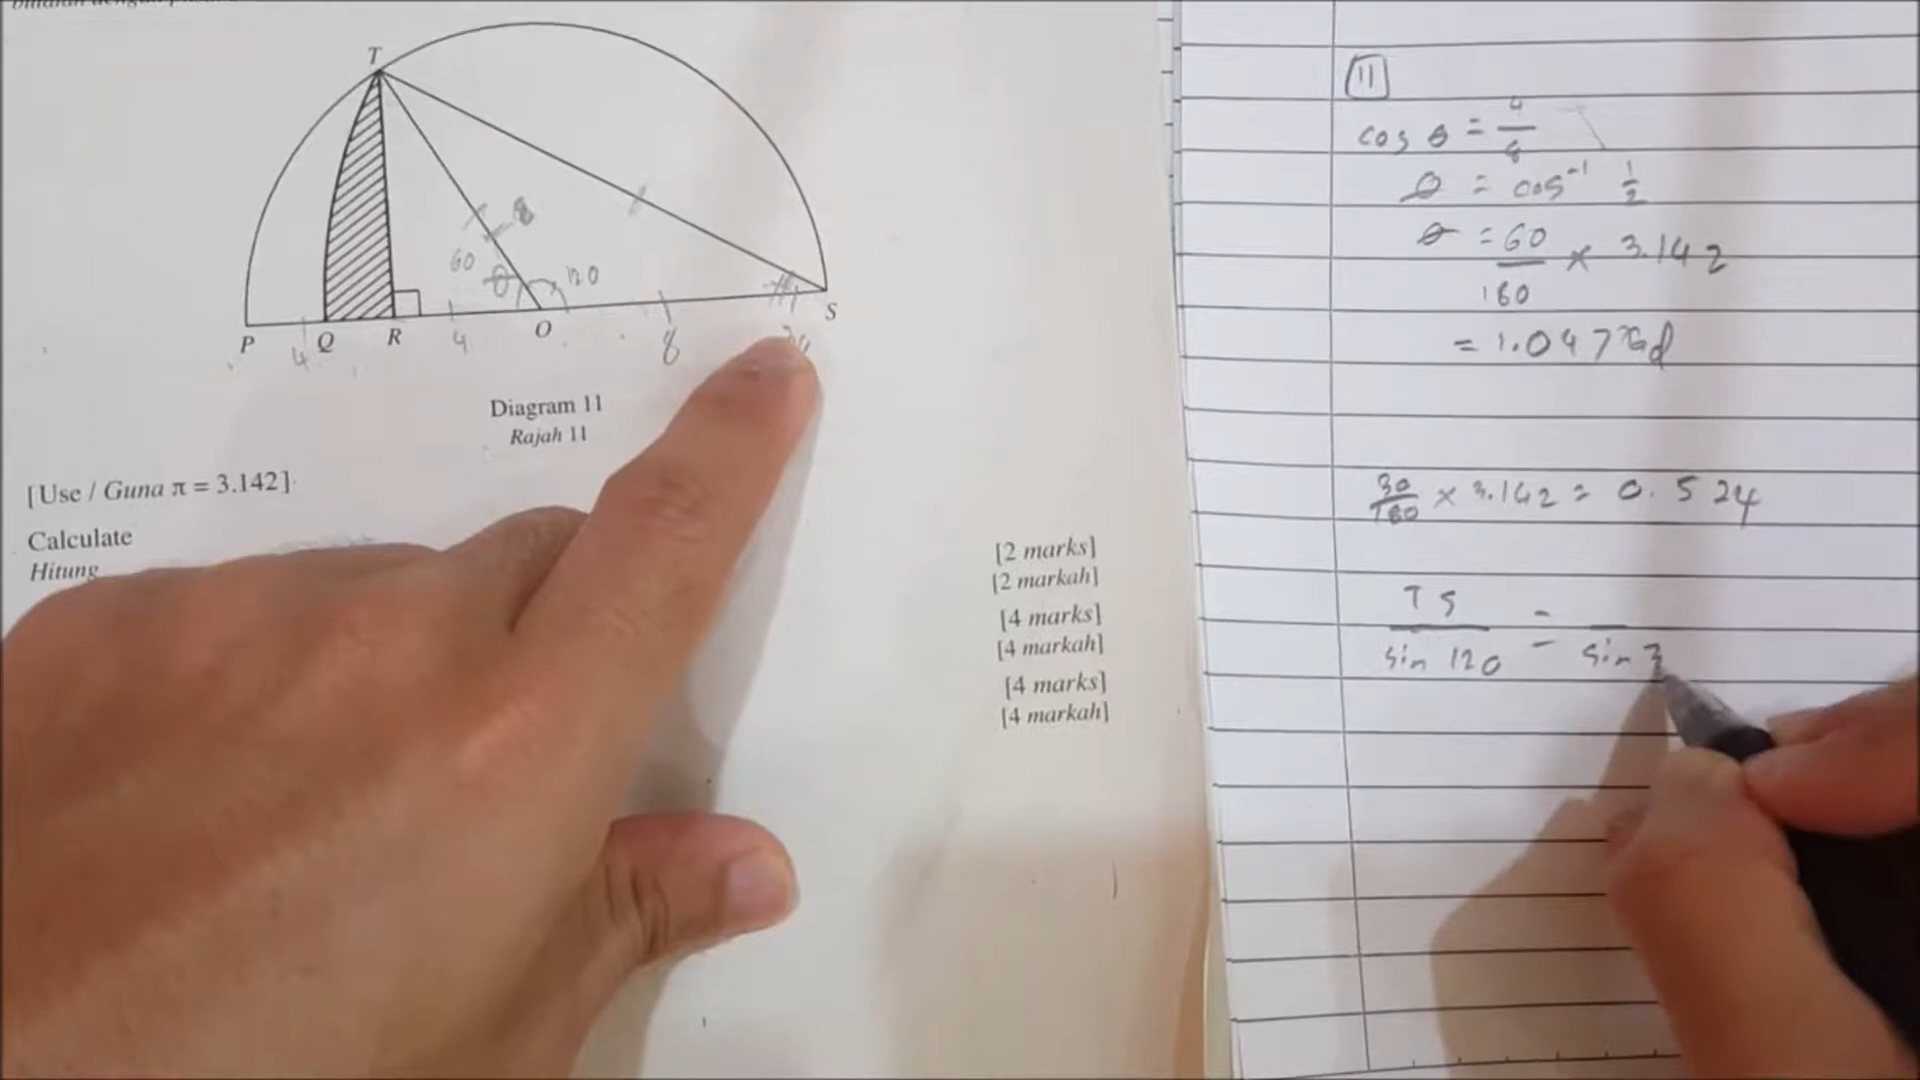 T
8
60
θ
120
P
4
Q
R
4
O
8
S
Diagram 11
Rajah 11
[Use / Guna π = 3.142]
Calculate
Hitung
[2 marks]
[2 markah]
[4 marks]
[4 markah]
[4 marks]
[4 markah]
11
cos θ = 4/8
θ = cos⁻¹ 1/2
θ = 60/180 × 3.142
= 1.047 rad
30/180 × 3.142 = 0.524
TS/sin 120 = /sin 3